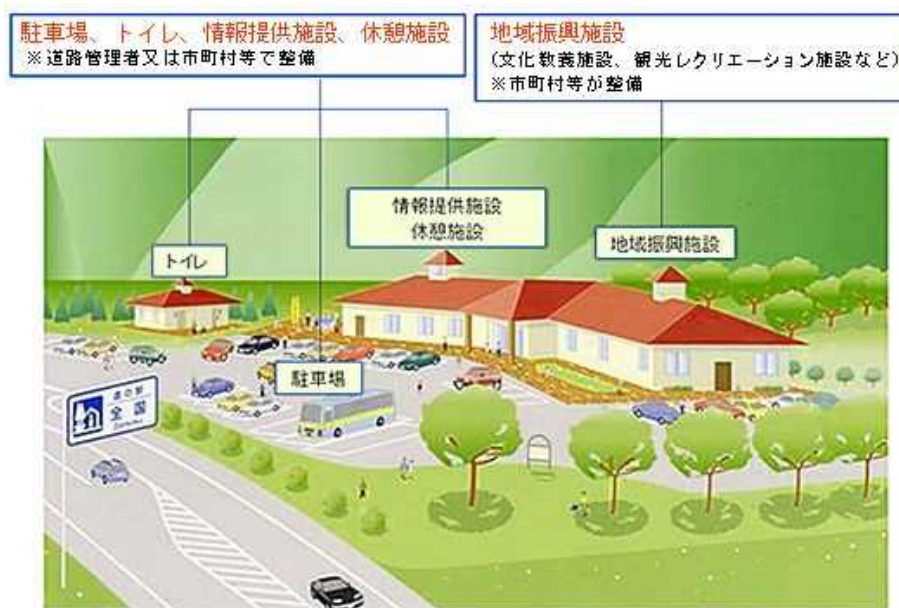 駐車場、トイレ、情報提供施設、休憩施設
※道路管理者又は市町村等で整備
地域振興施設
(文化教養施設、観光レクリエーション施設など)
※市町村等が整備
情報提供施設
休憩施設
地域振興施設
トイレ
駐車場
道の駅
全国